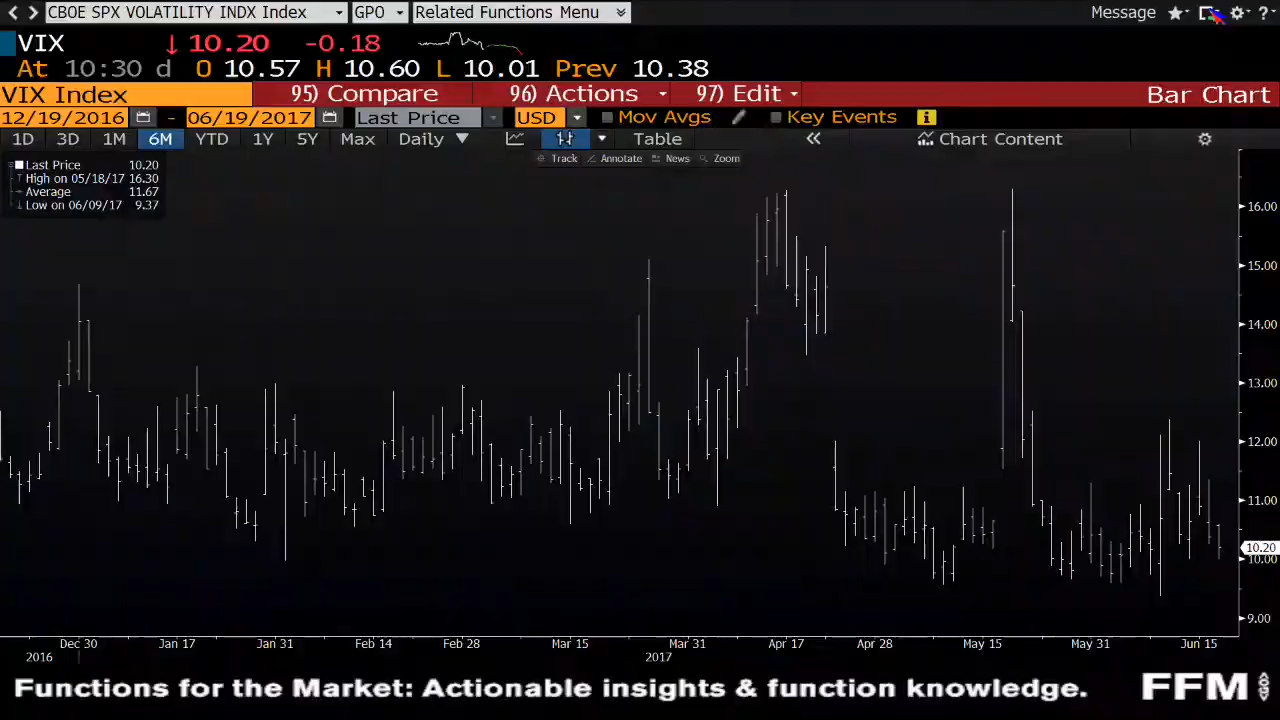 CBOE SPX VOLATILITY INDX Index GPO Related Functions Menu Message ?
VIX 10.20 -0.18
At 10:30 d O 10.57 H 10.60 L 10.01 Prev 10.38
VIX Index 95) Compare 96) Actions 97) Edit Bar Chart
12/19/2016 - 06/19/2017 Last Price USD Mov Avgs Key Events i
1D 3D 1M 6M YTD 1Y 5Y Max Daily Table Chart Content
Track Annotate News Zoom
Last Price 10.20
High on 05/18/17 16.30
Average 11.67
Low on 06/09/17 9.37
16.00
15.00
14.00
13.00
12.00
11.00
10.20
10.00
9.00
Dec 30 Jan 17 Jan 31 Feb 14 Feb 28 Mar 15 Mar 31 Apr 17 Apr 28 May 15 May 31 Jun 15
2016 2017
Functions for the Market: Actionable insights & function knowledge. FFM